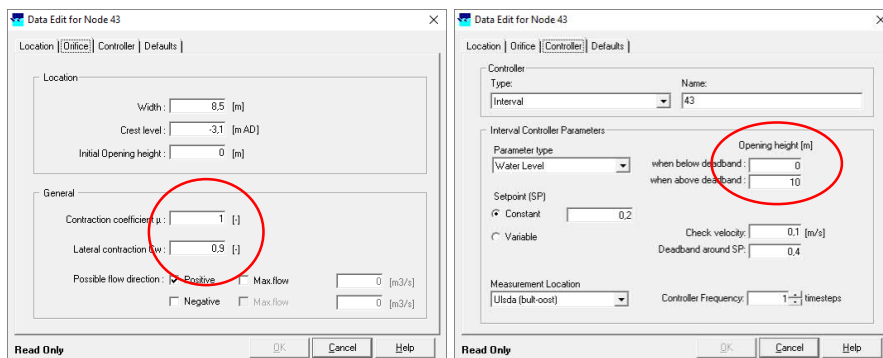 Data Edit for Node 43
Location Orifice Controller Defaults
Location
Width : 8,5 [m]
Crest level : -3,1 [m AD]
Initial Opening height : 0 [m]
General
Contraction coefficient µ : 1 [-]
Lateral contraction Cw : 0,9 [-]
Possible flow direction : Positive Max.flow 0 [m3/s]
Negative Max.flow 0 [m3/s]
Read Only OK Cancel Help
Data Edit for Node 43
Location Orifice Controller Defaults
Controller
Type: Name:
Interval 43
Interval Controller Parameters
Opening height [m]
Parameter type
Water Level
when below deadband : 0
when above deadband : 10
Setpoint (SP)
Constant 0,2
Variable
Check velocity: 0,1 [m/s]
Deadband around SP: 0,4
Measurement Location
Ulsda (bult-oost) Controller Frequency: 1 timesteps
Read Only OK Cancel Help